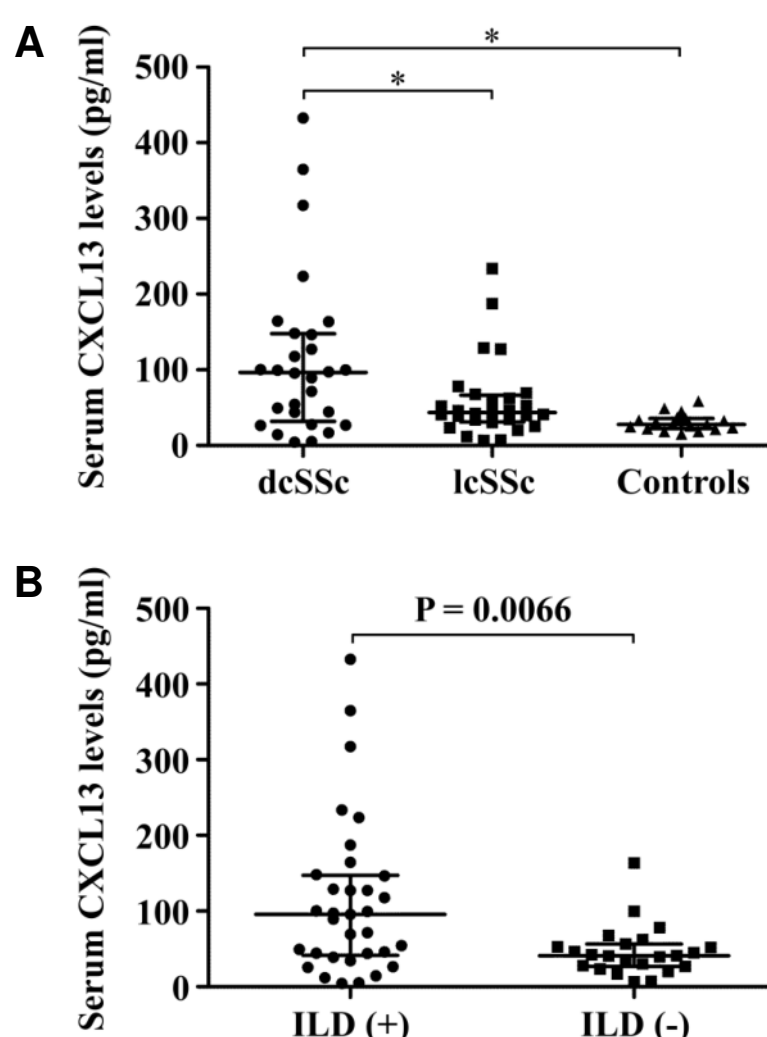 A
Serum CXCL13 levels (pg/ml)
500
400
300
200
100
0
*
*
dcSSc
lcSSc
Controls
B
Serum CXCL13 levels (pg/ml)
500
400
300
200
100
0
P = 0.0066
ILD (+)
ILD (-)